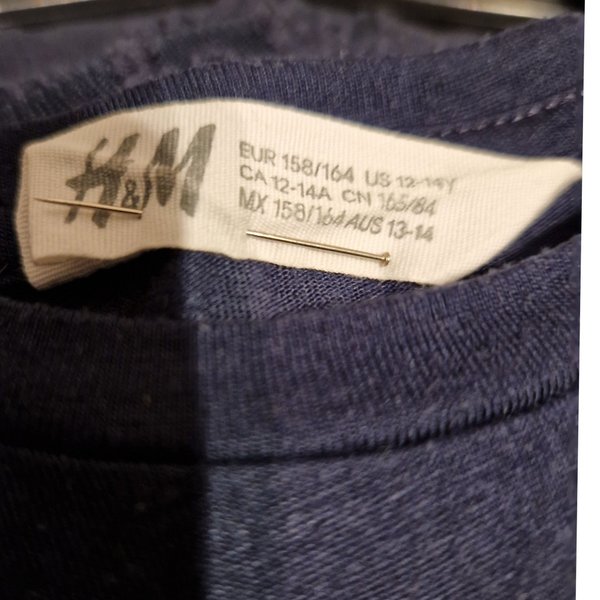 H&M
EUR 158/164 US 12-14Y
CA 12-14A CN 165/84
MX 158/164 AUS 13-14